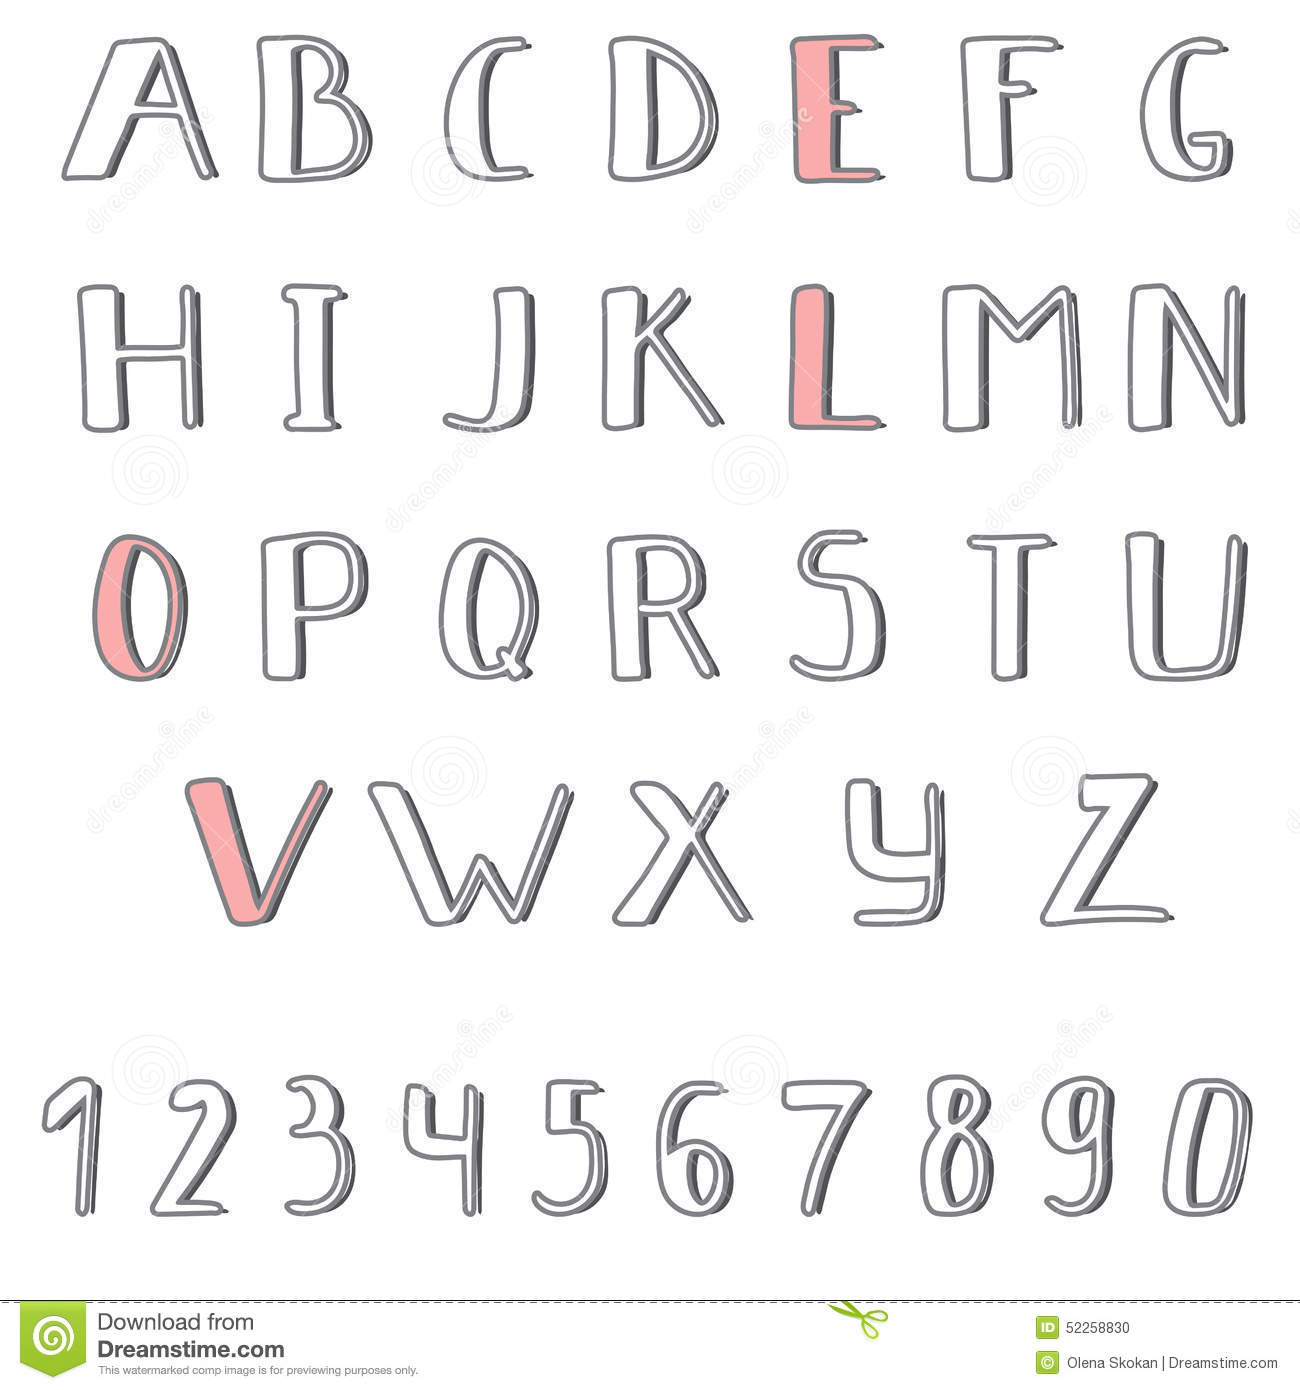 A B C D E F G
H I J K L M N
O P Q R S T U
V W X Y Z
1 2 3 4 5 6 7 8 9 0
Download from
Dreamstime.com
This watermarked comp image is for previewing purposes only.
ID 52258830
© Olena Skokan | Dreamstime.com